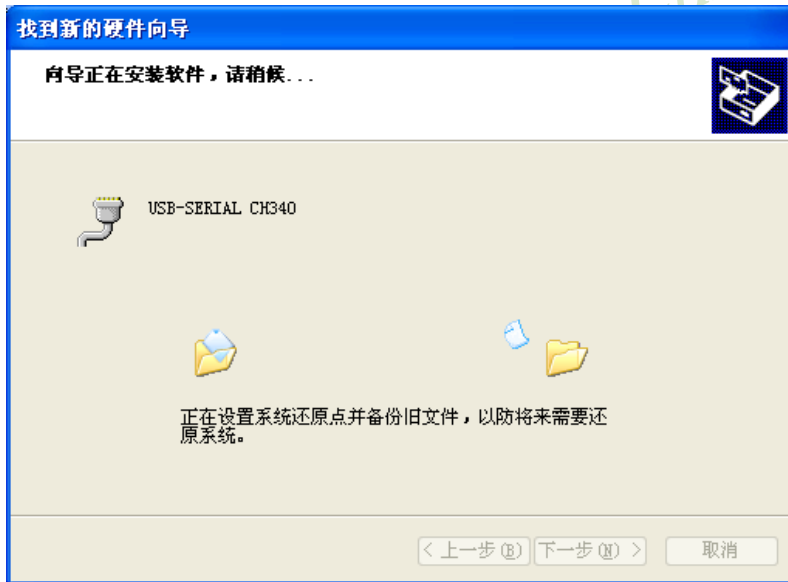 找到新的硬件向导
向导正在安装软件，请稍候...
USB-SERIAL CH340
正在设置系统还原点并备份旧文件，以防将来需要还
原系统。
< 上一步(B) 下一步(N) > 取消